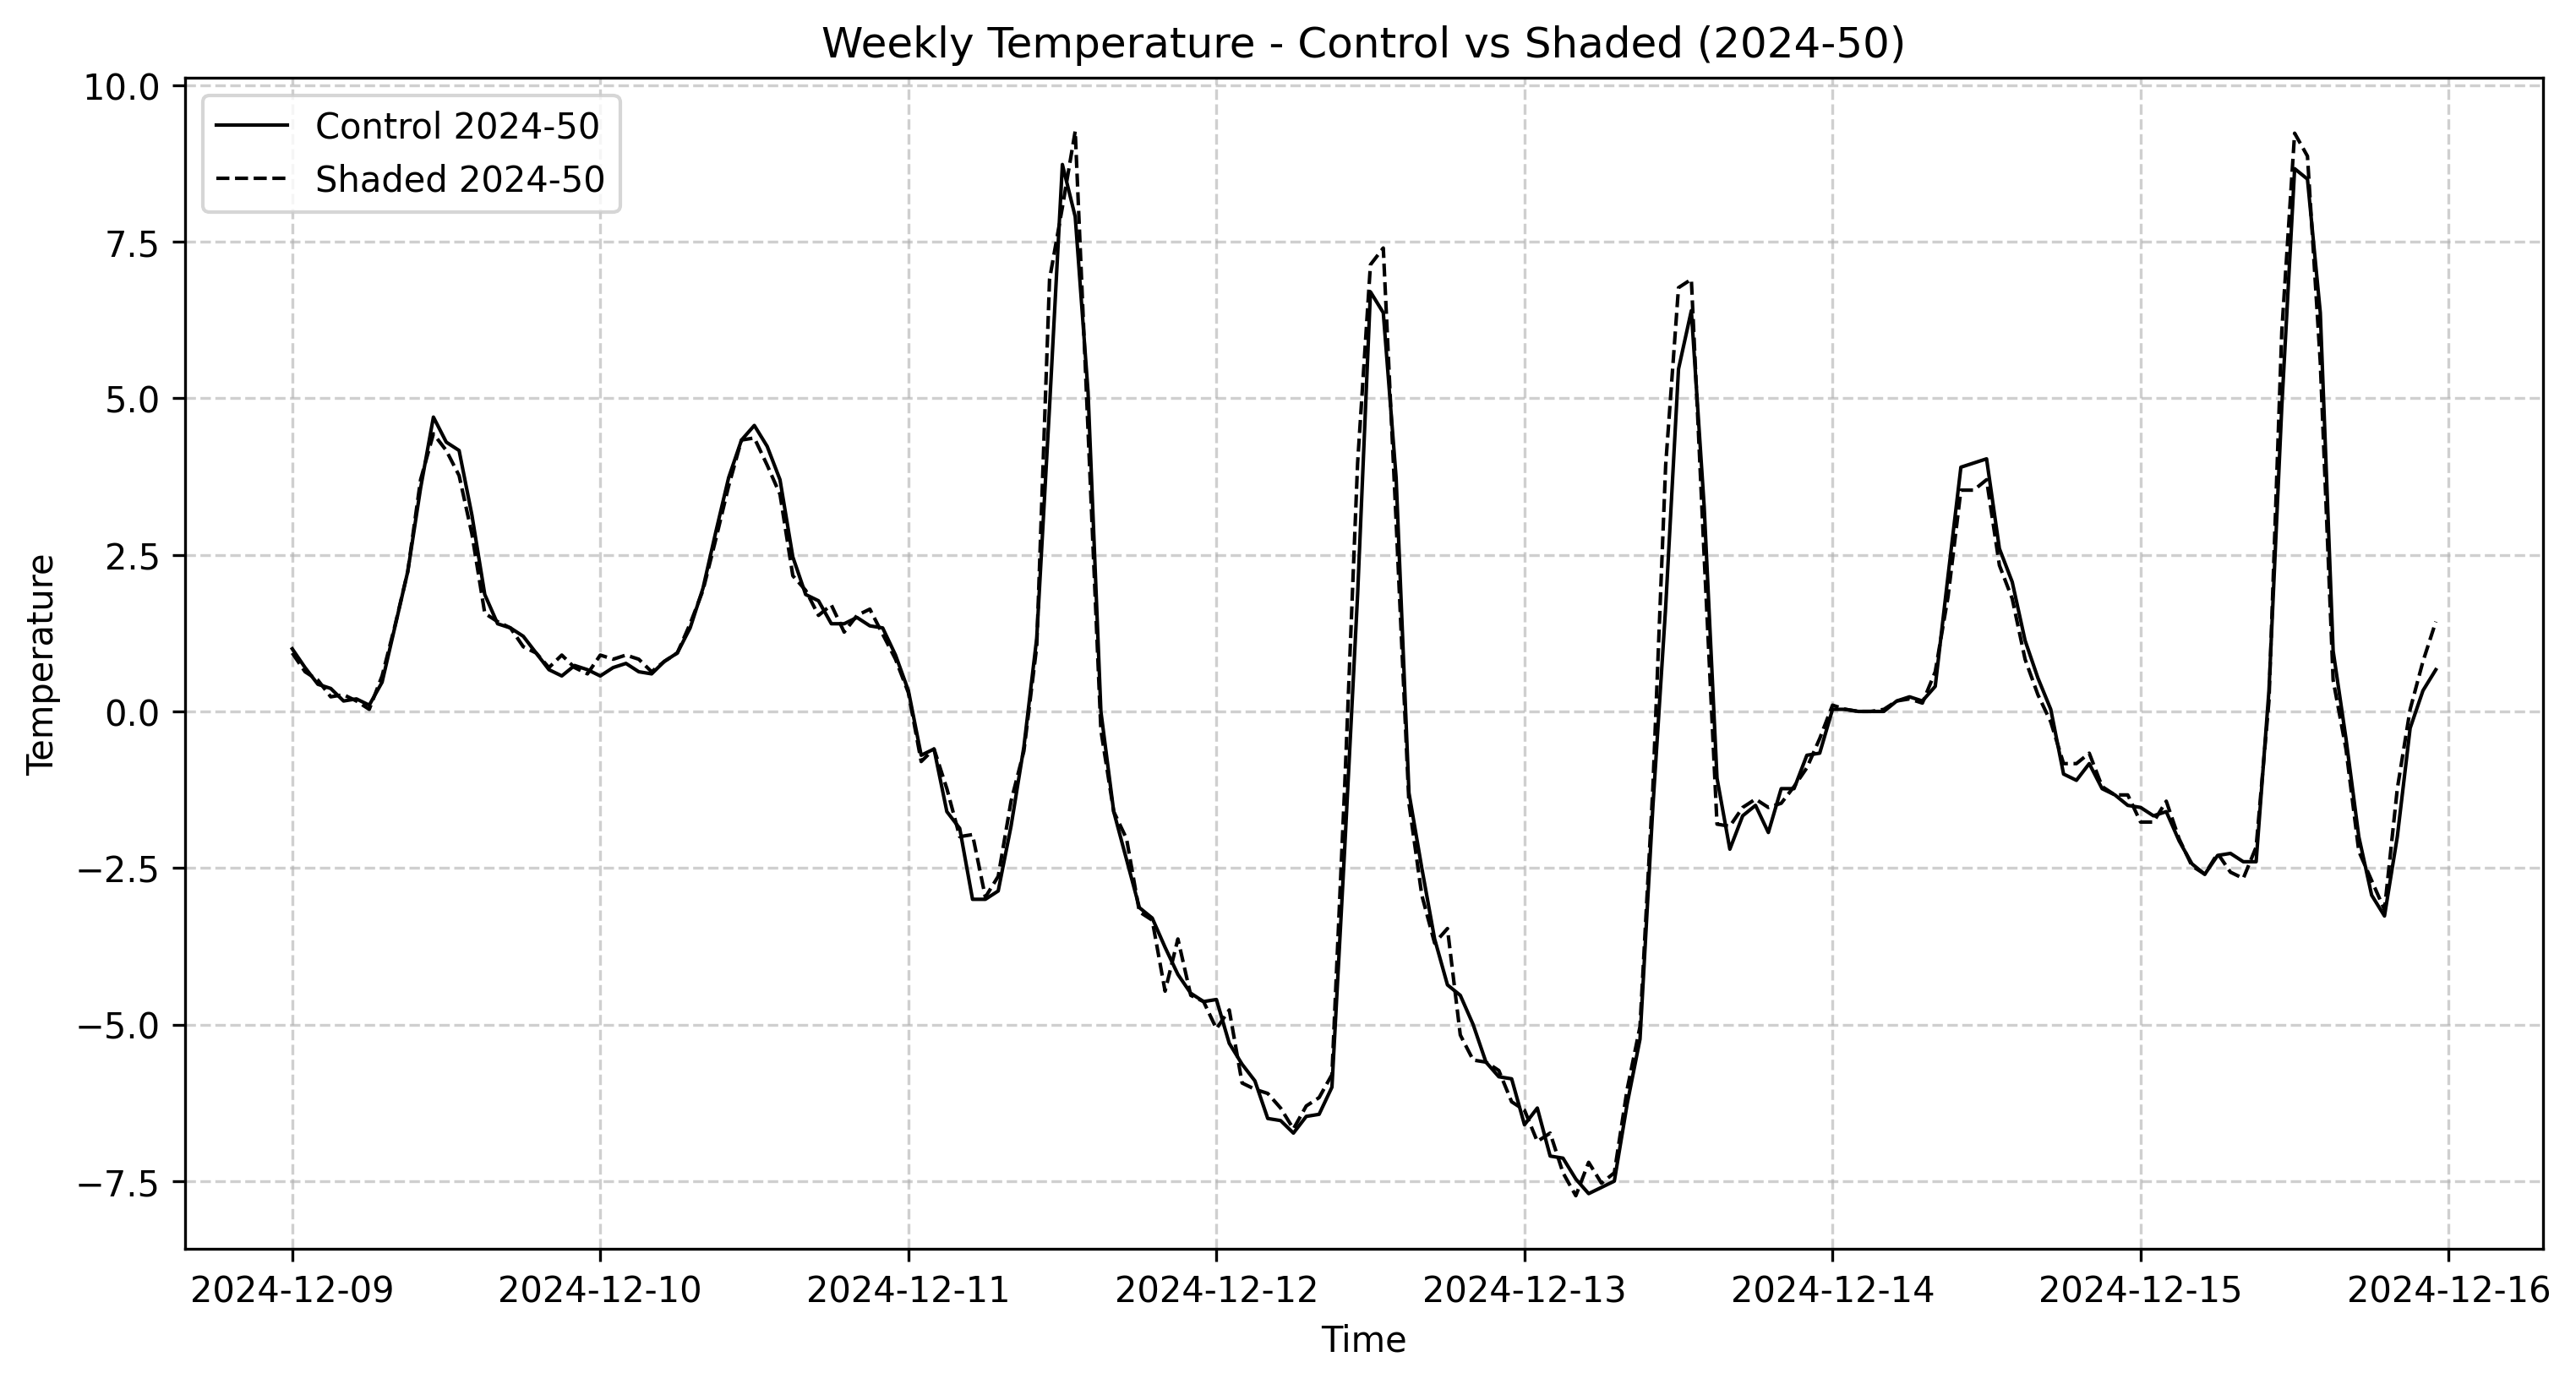 Weekly Temperature - Control vs Shaded (2024-50)
Control 2024-50
Shaded 2024-50
Temperature
10.0
7.5
5.0
2.5
0.0
−2.5
−5.0
−7.5
2024-12-09 2024-12-10 2024-12-11 2024-12-12 2024-12-13 2024-12-14 2024-12-15 2024-12-16
Time